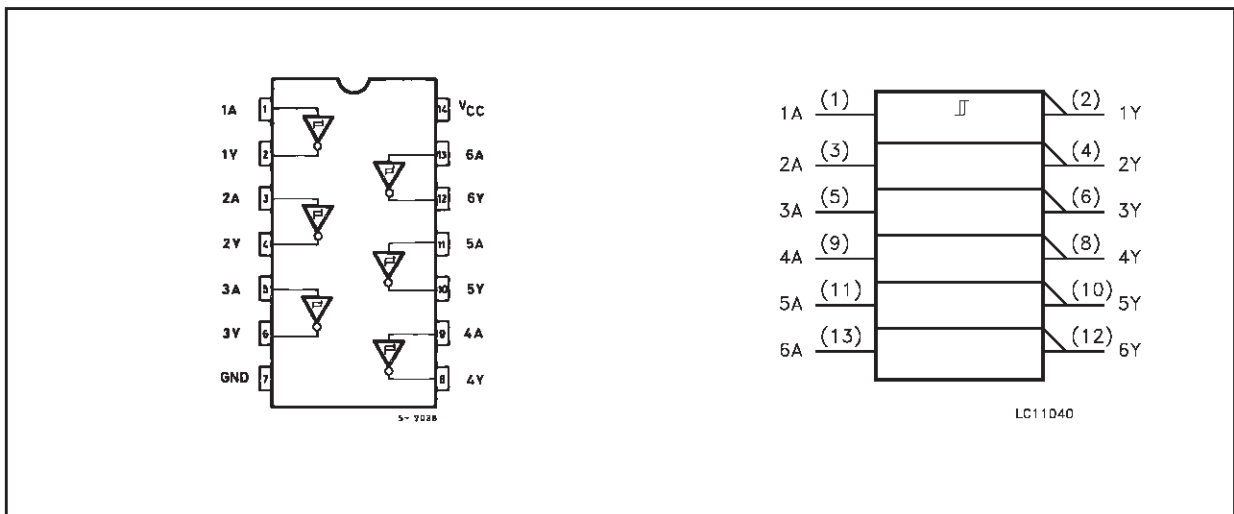 1A 1 14 VCC
1Y 2 13 6A
2A 3 12 6Y
2Y 4 11 5A
3A 5 10 5Y
3Y 6 9 4A
GND 7 8 4Y
1A (1) (2) 1Y
2A (3) (4) 2Y
3A (5) (6) 3Y
4A (9) (8) 4Y
5A (11) (10) 5Y
6A (13) (12) 6Y
LC11040